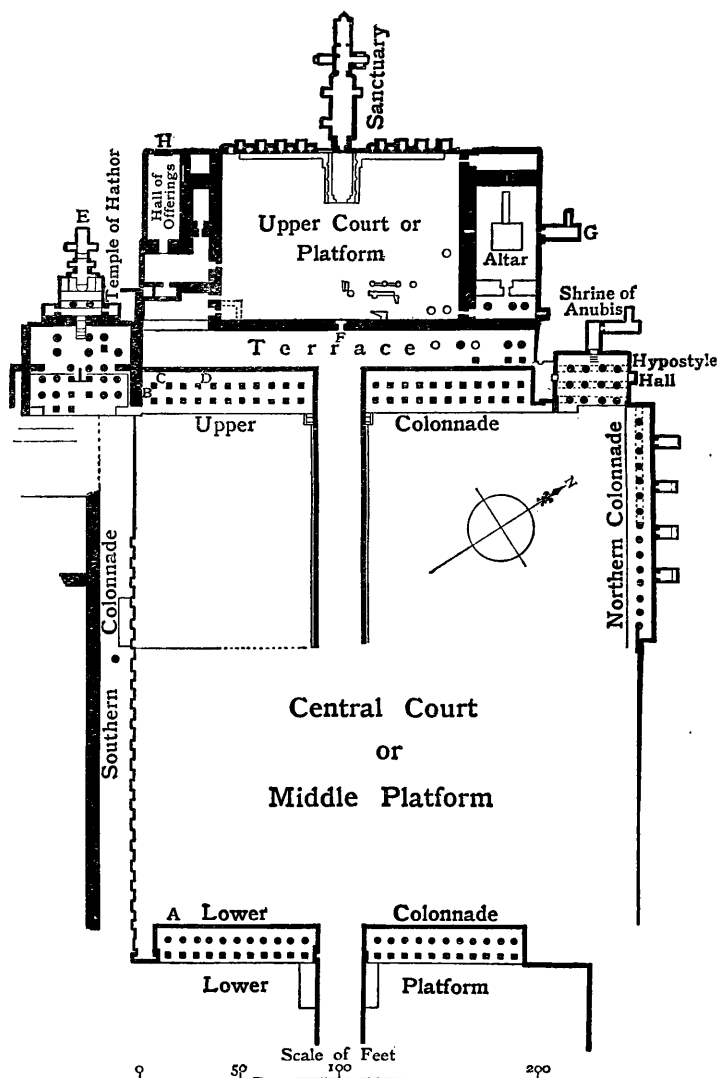 Sanctuary
H
Temple of Hathor
Hall of
Offerings
E
Upper Court or
Platform
Altar
G
Shrine of
Anubis
F
Terrace
Hypostyle
Hall
C
D
B
Upper
Colonnade
N
Northern Colonnade
Southern Colonnade
Central Court
or
Middle Platform
A
Lower
Colonnade
Lower
Platform
Scale of Feet
0 50 100 200